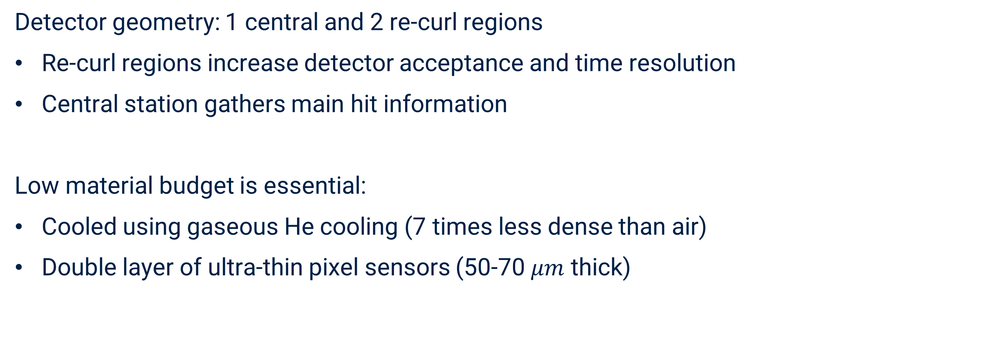 Detector geometry: 1 central and 2 re-curl regions
• Re-curl regions increase detector acceptance and time resolution
• Central station gathers main hit information
Low material budget is essential:
• Cooled using gaseous He cooling (7 times less dense than air)
• Double layer of ultra-thin pixel sensors (50-70 μm thick)